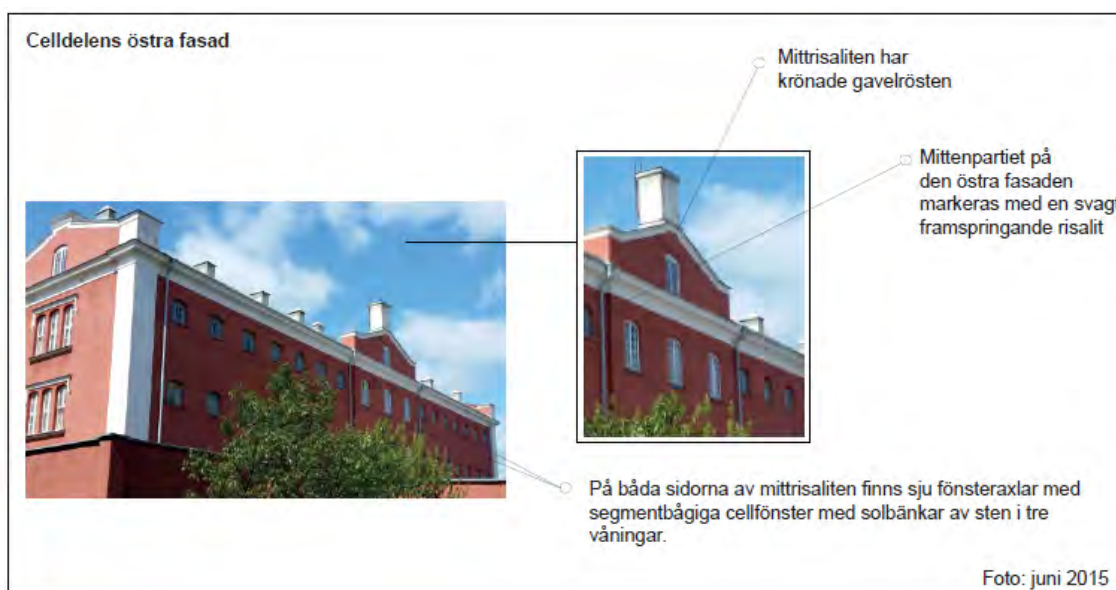 Celldelens östra fasad
Mittrisaliten har
krönade gavelrösten
Mittenpartiet på
den östra fasaden
markeras med en svagt
framspringande risalit
På båda sidorna av mittrisaliten finns sju fönsteraxlar med
segmentbågiga cellfönster med solbänkar av sten i tre
våningar.
Foto: juni 2015